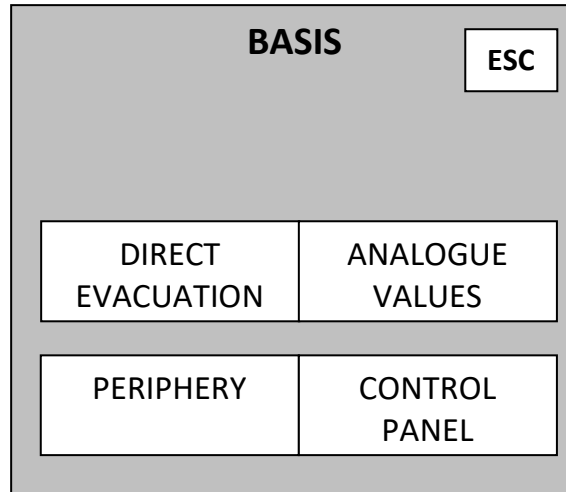 BASIS
ESC
DIRECT
EVACUATION
ANALOGUE
VALUES
PERIPHERY
CONTROL
PANEL